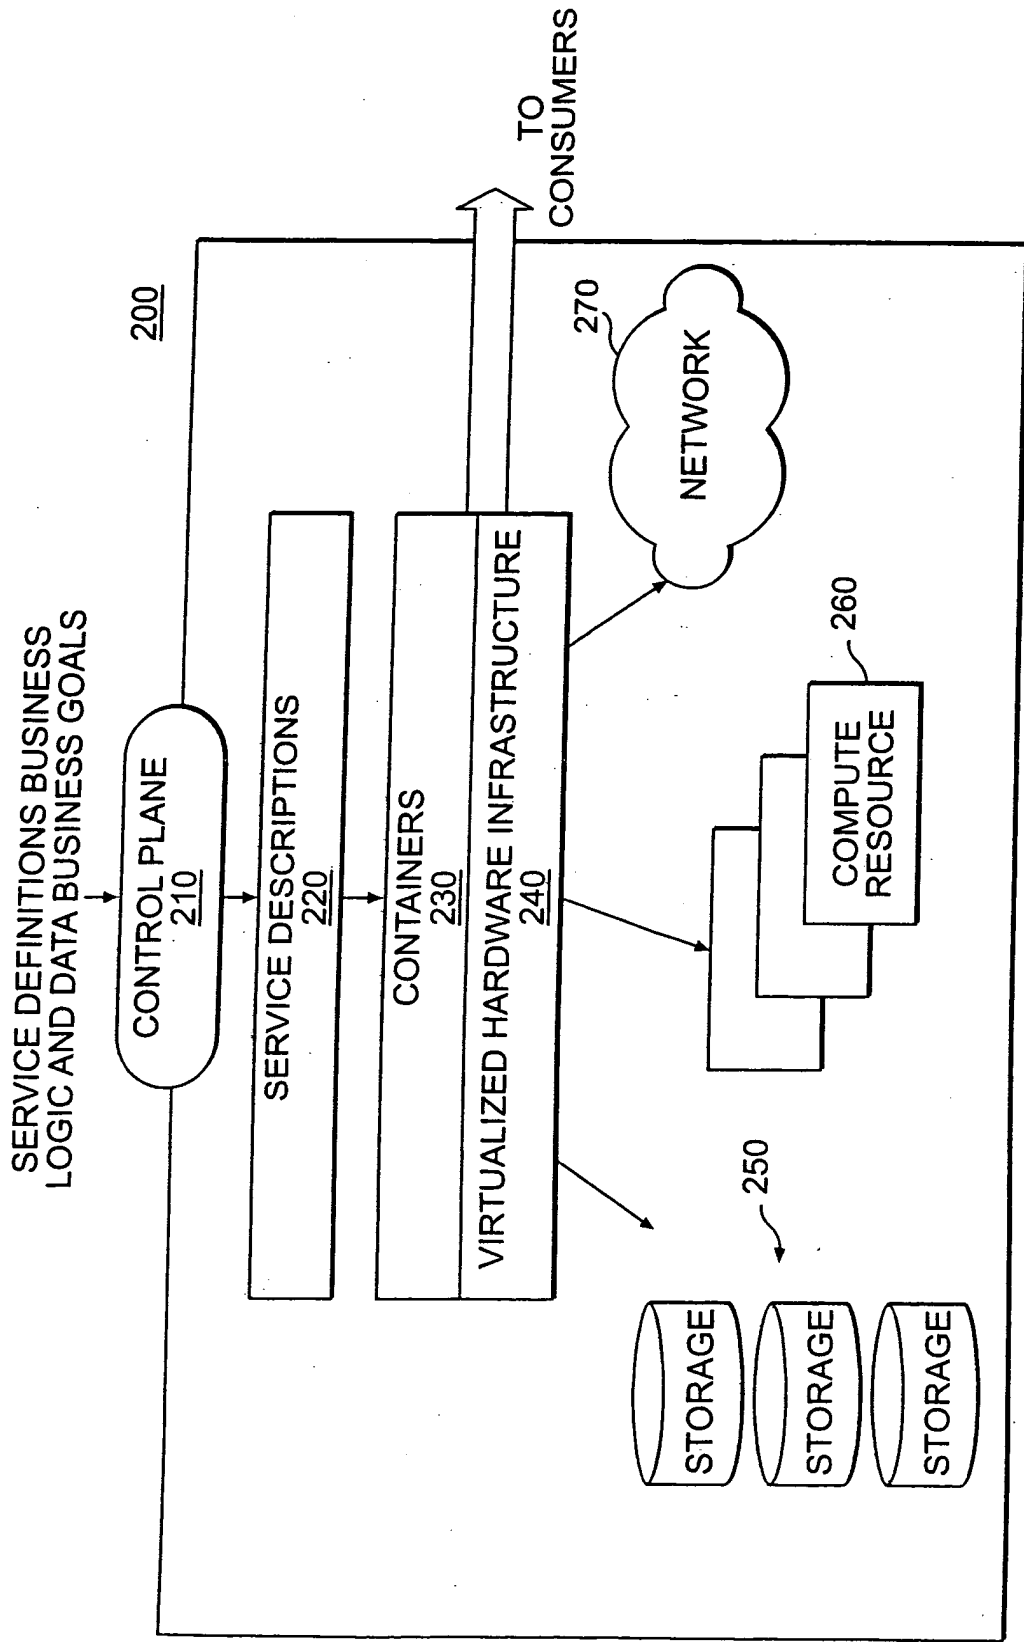 SERVICE DEFINITIONS BUSINESS
LOGIC AND DATA BUSINESS GOALS
200
CONTROL PLANE
210
SERVICE DESCRIPTIONS
220
CONTAINERS
230
VIRTUALIZED HARDWARE INFRASTRUCTURE
240
TO
CONSUMERS
STORAGE
STORAGE
STORAGE
250
COMPUTE
RESOURCE
260
NETWORK
270